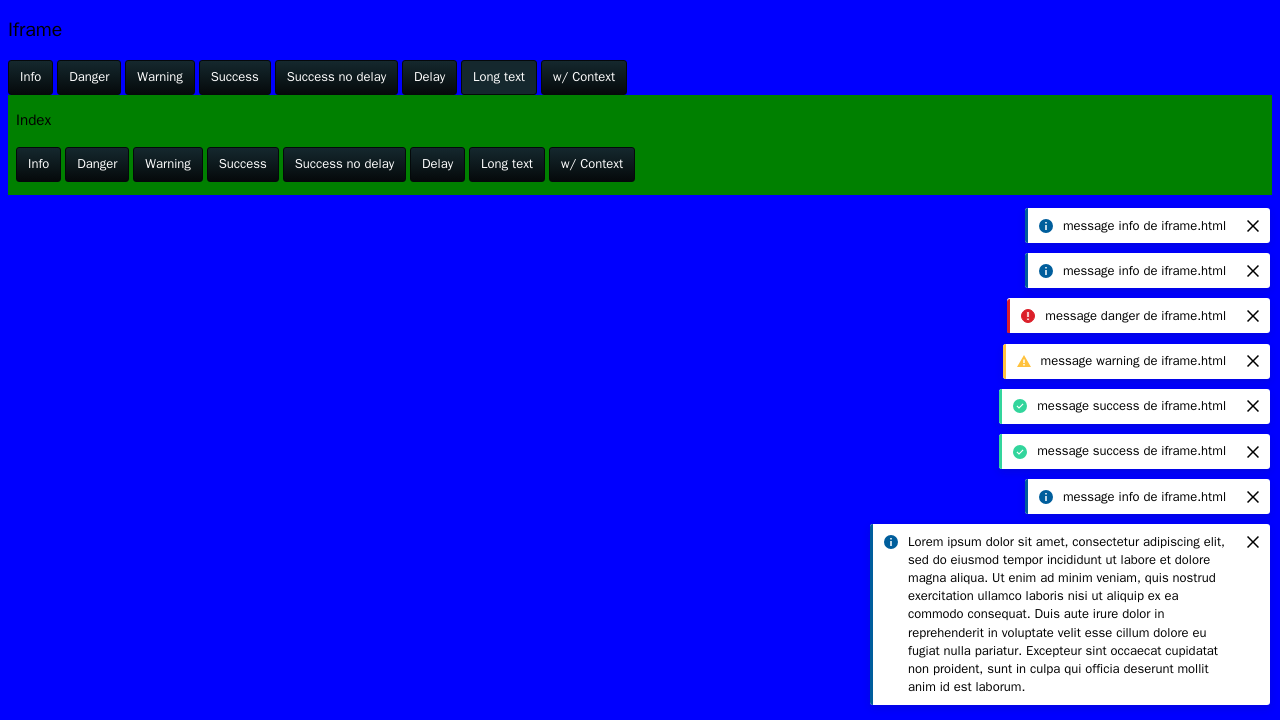 Iframe
Info Danger Warning Success Success no delay Delay Long text w/ Context
Index
Info Danger Warning Success Success no delay Delay Long text w/ Context
message info de iframe.html
message info de iframe.html
message danger de iframe.html
message warning de iframe.html
message success de iframe.html
message success de iframe.html
message info de iframe.html
Lorem ipsum dolor sit amet, consectetur adipiscing elit,
sed do eiusmod tempor incididunt ut labore et dolore
magna aliqua. Ut enim ad minim veniam, quis nostrud
exercitation ullamco laboris nisi ut aliquip ex ea
commodo consequat. Duis aute irure dolor in
reprehenderit in voluptate velit esse cillum dolore eu
fugiat nulla pariatur. Excepteur sint occaecat cupidatat
non proident, sunt in culpa qui officia deserunt mollit
anim id est laborum.